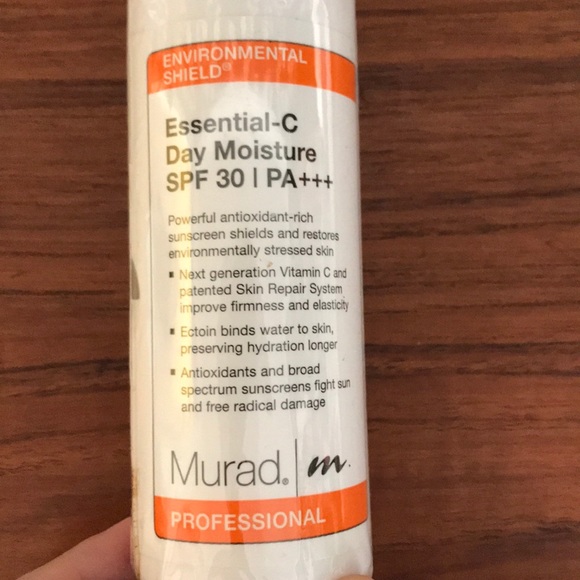 ENVIRONMENTAL
SHIELD®
Essential-C
Day Moisture
SPF 30 | PA+++
Powerful antioxidant-rich
sunscreen shields and restores
environmentally stressed skin
▪ Next generation Vitamin C and
patented Skin Repair System
improve firmness and elasticity
▪ Ectoin binds water to skin,
preserving hydration longer
▪ Antioxidants and broad
spectrum sunscreens fight sun
and free radical damage
Murad® | m.
PROFESSIONAL